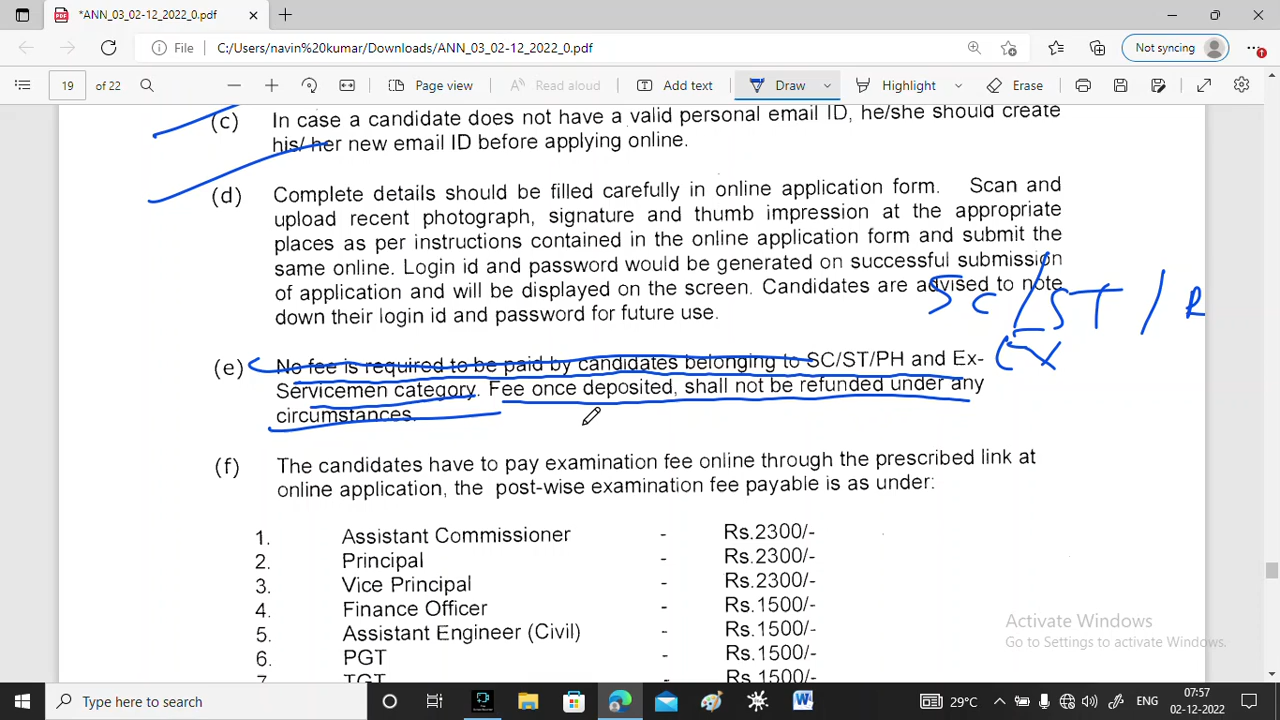 *ANN_03_02-12_2022_0.pdf
File C:/Users/navin%20kumar/Downloads/ANN_03_02-12_2022_0.pdf Not syncing
19 of 22 Page view Read aloud Add text Draw Highlight Erase
(c) In case a candidate does not have a valid personal email ID, he/she should create
his/ her new email ID before applying online.
(d) Complete details should be filled carefully in online application form. Scan and
upload recent photograph, signature and thumb impression at the appropriate
places as per instructions contained in the online application form and submit the
same online. Login id and password would be generated on successful submission
of application and will be displayed on the screen. Candidates are advised to note
down their login id and password for future use.
SC/ST/
Ex
(e) No fee is required to be paid by candidates belonging to SC/ST/PH and Ex-
Servicemen category. Fee once deposited, shall not be refunded under any
circumstances.
(f) The candidates have to pay examination fee online through the prescribed link at
online application, the post-wise examination fee payable is as under:
1. Assistant Commissioner - Rs.2300/-
2. Principal - Rs.2300/-
3. Vice Principal - Rs.2300/-
4. Finance Officer - Rs.1500/-
5. Assistant Engineer (Civil) - Rs.1500/-
6. PGT - Rs.1500/-
7. TGT - Rs.1500/-
Activate Windows
Go to Settings to activate Windows.
Type here to search 29°C ENG 07:57
02-12-2022